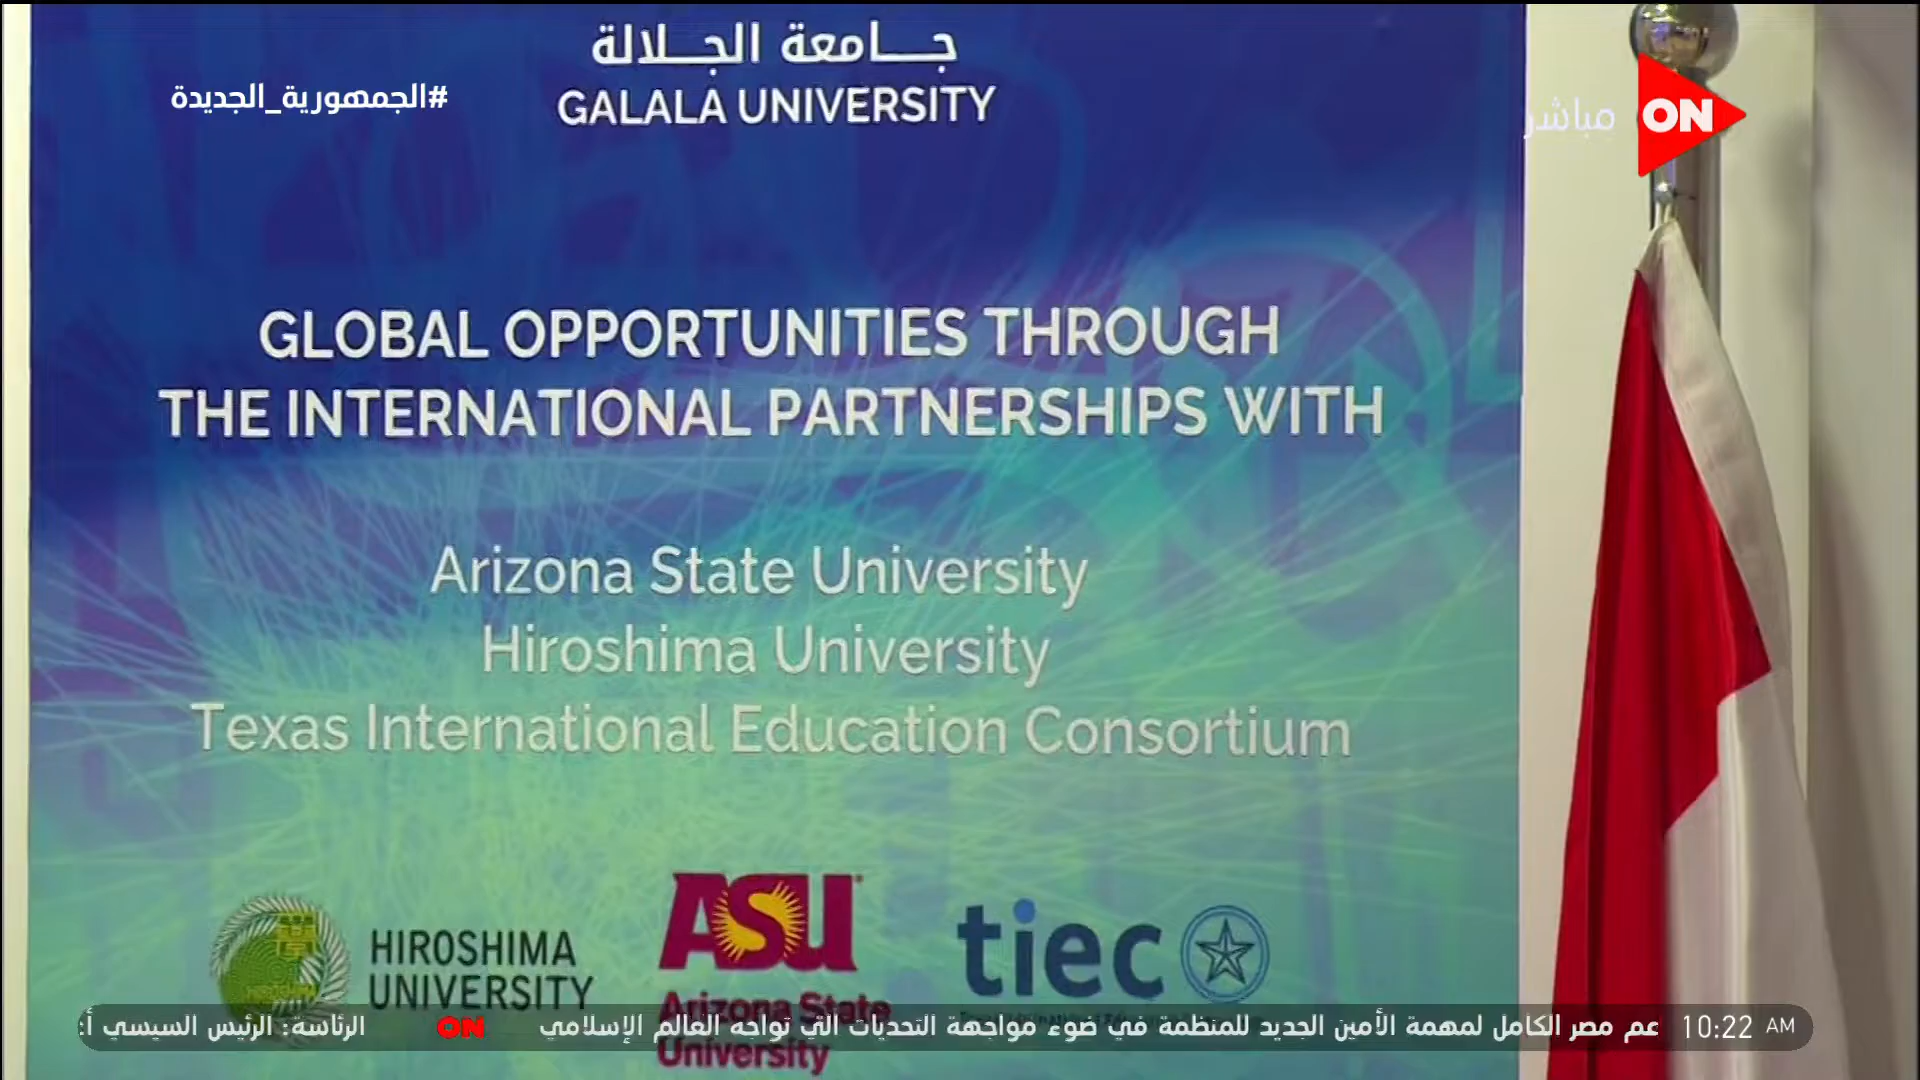 جامعة الجلالة
GALALA UNIVERSITY
#الجمهورية_الجديدة
مباشر
ON
GLOBAL OPPORTUNITIES THROUGH
THE INTERNATIONAL PARTNERSHIPS WITH
Arizona State University
Hiroshima University
Texas International Education Consortium
HIROSHIMA
UNIVERSITY
ASU
Arizona State
University
tiec
10:22 AM
عم مصر الكامل لمهمة الأمين الجديد للمنظمة في ضوء مواجهة التحديات التي تواجه العالم الإسلامي ON الرئاسة: الرئيس السيسي أ